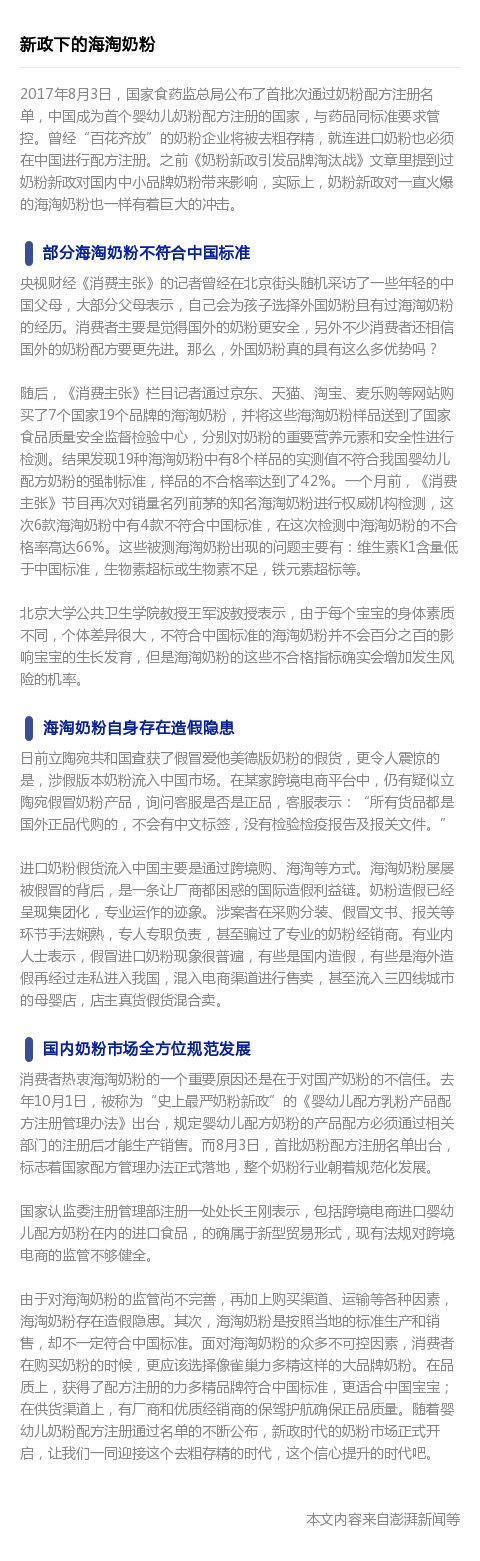 新政下的海淘奶粉
2017年8月3日，国家食药监总局公布了首批次通过奶粉配方注册名
单，中国成为首个婴幼儿奶粉配方注册的国家，与药品同标准要求管
控。曾经“百花齐放”的奶粉企业将被去粗存精，就连进口奶粉也必须
在中国进行配方注册。之前《奶粉新政引发品牌淘汰战》文章里提到过
奶粉新政对国内中小品牌奶粉带来影响，实际上，奶粉新政对一直火爆
的海淘奶粉也一样有着巨大的冲击。
部分海淘奶粉不符合中国标准
央视财经《消费主张》的记者曾经在北京街头随机采访了一些年轻的中
国父母，大部分父母表示，自己会为孩子选择外国奶粉且有过海淘奶粉
的经历。消费者主要是觉得国外的奶粉更安全，另外不少消费者还相信
国外的奶粉配方要更先进。那么，外国奶粉真的具有这么多优势吗？
随后，《消费主张》栏目记者通过京东、天猫、淘宝、麦乐购等网站购
买了7个国家19个品牌的海淘奶粉，并将这些海淘奶粉样品送到了国家
食品质量安全监督检验中心，分别对奶粉的重要营养元素和安全性进行
检测。结果发现19种海淘奶粉中有8个样品的实测值不符合我国婴幼儿
配方奶粉的强制标准，样品的不合格率达到了42%。一个月前，《消费
主张》节目再次对销量名列前茅的知名海淘奶粉进行权威机构检测，这
次6款海淘奶粉中有4款不符合中国标准，在这次检测中海淘奶粉的不合
格率高达66%。这些被测海淘奶粉出现的问题主要有：维生素K1含量低
于中国标准，生物素超标或生物素不足，铁元素超标等。
北京大学公共卫生学院教授王军波教授表示，由于每个宝宝的身体素质
不同，个体差异很大，不符合中国标准的海淘奶粉并不会百分之百的影
响宝宝的生长发育，但是海淘奶粉的这些不合格指标确实会增加发生风
险的机率。
海淘奶粉自身存在造假隐患
日前立陶宛共和国查获了假冒爱他美德版奶粉的假货，更令人震惊的
是，涉假版本奶粉流入中国市场。在某家跨境电商平台中，仍有疑似立
陶宛假冒奶粉产品，询问客服是否是正品，客服表示：“所有货品都是
国外正品代购的，不会有中文标签，没有检验检疫报告及报关文件。”
进口奶粉假货流入中国主要是通过跨境购、海淘等方式。海淘奶粉屡屡
被假冒的背后，是一条让厂商都困惑的国际造假利益链。奶粉造假已经
呈现集团化，专业运作的迹象。涉案者在采购分装、假冒文书、报关等
环节手法娴熟，专人专职负责，甚至骗过了专业的奶粉经销商。有业内
人士表示，假冒进口奶粉现象很普遍，有些是国内造假，有些是海外造
假再经过走私进入我国，混入电商渠道进行售卖，甚至流入三四线城市
的母婴店，店主真货假货混合卖。
国内奶粉市场全方位规范发展
消费者热衷海淘奶粉的一个重要原因还是在于对国产奶粉的不信任。去
年10月1日，被称为“史上最严奶粉新政”的《婴幼儿配方乳粉产品配
方注册管理办法》出台，规定婴幼儿配方奶粉的产品配方必须通过相关
部门的注册后才能生产销售。而8月3日，首批奶粉配方注册名单出台，
标志着国家配方管理办法正式落地，整个奶粉行业朝着规范化发展。
国家认监委注册管理部注册一处处长王刚表示，包括跨境电商进口婴幼
儿配方奶粉在内的进口食品，的确属于新型贸易形式，现有法规对跨境
电商的监管不够健全。
由于对海淘奶粉的监管尚不完善，再加上购买渠道、运输等各种因素，
海淘奶粉存在造假隐患。其次，海淘奶粉是按照当地的标准生产和销
售，却不一定符合中国标准。面对海淘奶粉的众多不可控因素，消费者
在购买奶粉的时候，更应该选择像雀巢力多精这样的大品牌奶粉。在品
质上，获得了配方注册的力多精品牌符合中国标准，更适合中国宝宝；
在供货渠道上，有厂商和优质经销商的保驾护航确保正品质量。随着婴
幼儿奶粉配方注册通过名单的不断公布，新政时代的奶粉市场正式开
启，让我们一同迎接这个去粗存精的时代，这个信心提升的时代吧。
本文内容来自澎湃新闻等